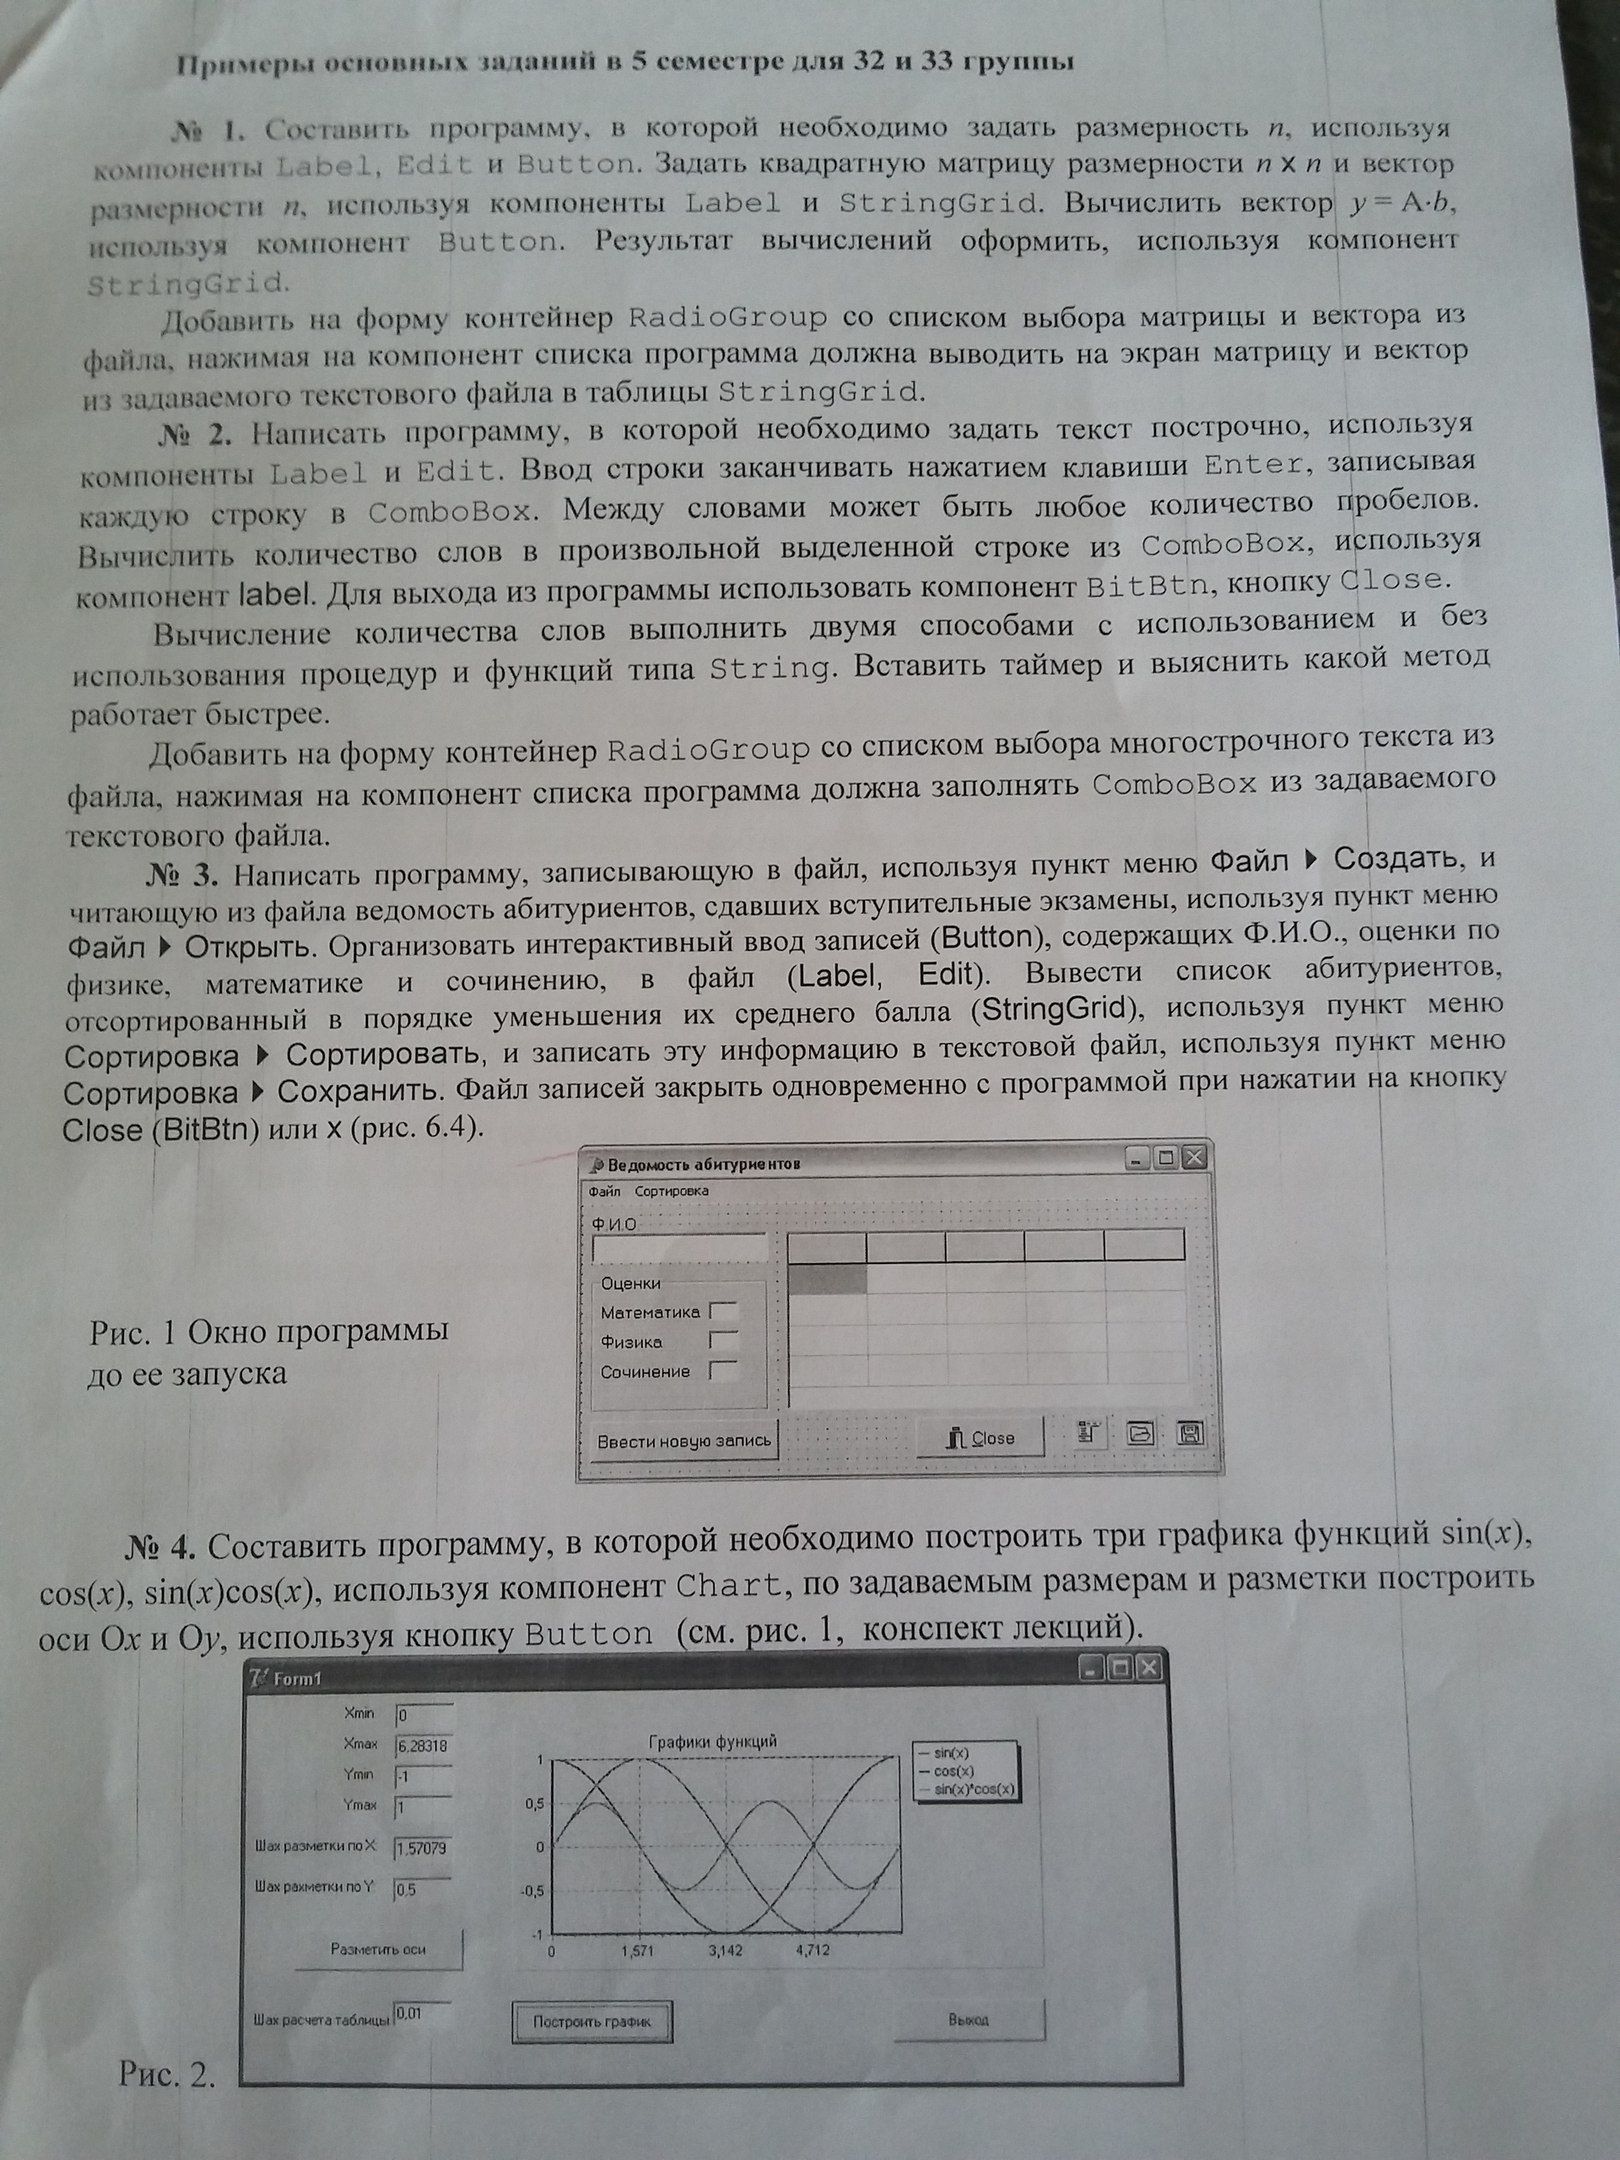 Примеры основных заданий в 5 семестре для 32 и 33 группы
№ 1. Составить программу, в которой необходимо задать размерность n, используя
компоненты Label, Edit и Button. Задать квадратную матрицу размерности n x n и вектор
размерности n, используя компоненты Label и StringGrid. Вычислить вектор y = A·b,
используя компонент Button. Результат вычислений оформить, используя компонент
StringGrid.
Добавить на форму контейнер RadioGroup со списком выбора матрицы и вектора из
файла, нажимая на компонент списка программа должна выводить на экран матрицу и вектор
из задаваемого текстового файла в таблицы StringGrid.
№ 2. Написать программу, в которой необходимо задать текст построчно, используя
компоненты Label и Edit. Ввод строки заканчивать нажатием клавиши Enter, записывая
каждую строку в ComboBox. Между словами может быть любое количество пробелов.
Вычислить количество слов в произвольной выделенной строке из ComboBox, используя
компонент label. Для выхода из программы использовать компонент BitBtn, кнопку Close.
Вычисление количества слов выполнить двумя способами с использованием и без
использования процедур и функций типа String. Вставить таймер и выяснить какой метод
работает быстрее.
Добавить на форму контейнер RadioGroup со списком выбора многострочного текста из
файла, нажимая на компонент списка программа должна заполнять ComboBox из задаваемого
текстового файла.
№ 3. Написать программу, записывающую в файл, используя пункт меню Файл ▶ Создать, и
читающую из файла ведомость абитуриентов, сдавших вступительные экзамены, используя пункт меню
Файл ▶ Открыть. Организовать интерактивный ввод записей (Button), содержащих Ф.И.О., оценки по
физике, математике и сочинению, в файл (Label, Edit). Вывести список абитуриентов,
отсортированный в порядке уменьшения их среднего балла (StringGrid), используя пункт меню
Сортировка ▶ Сортировать, и записать эту информацию в текстовой файл, используя пункт меню
Сортировка ▶ Сохранить. Файл записей закрыть одновременно с программой при нажатии на кнопку
Close (BitBtn) или x (рис. 6.4).
Ведомость абитуриентов
Файл Сортировка
Ф.И.О
Оценки
Математика
Физика
Сочинение
Ввести новую запись
Close
Рис. 1 Окно программы
до ее запуска
№ 4. Составить программу, в которой необходимо построить три графика функций sin(x),
cos(x), sin(x)cos(x), используя компонент Chart, по задаваемым размерам и разметки построить
оси Ox и Oy, используя кнопку Button (см. рис. 1, конспект лекций).
Form1
Xmin 0
Xmax 6,28318
Ymin -1
Ymax 1
Шах разметки по X 1,57079
Шах рахметки по Y 0,5
Разметить оси
Шах расчета таблицы 0,01
Графики функций
1
0,5
0
-0,5
-1
0 1,571 3,142 4,712
sin(x)
cos(x)
sin(x)*cos(x)
Построить график
Выход
Рис. 2.